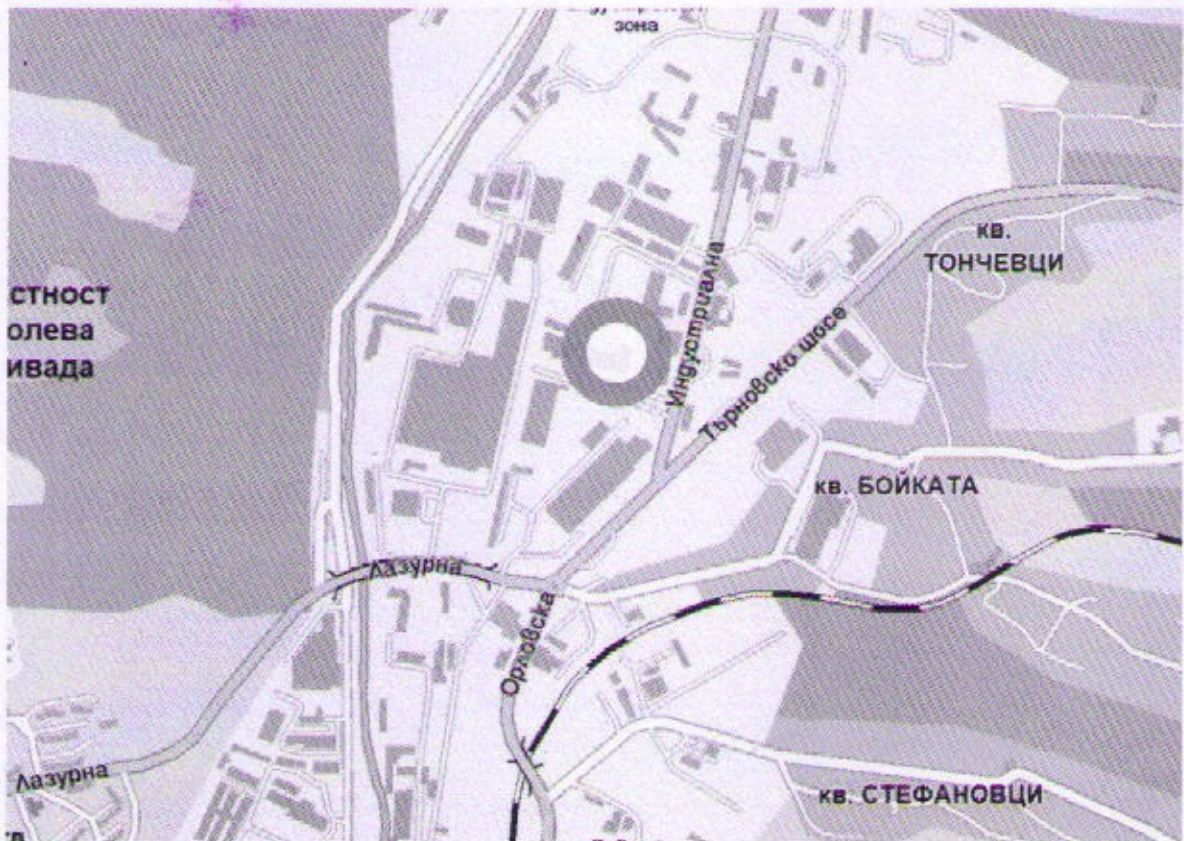 зона
кв.
ТОНЧЕВЦИ
СТНОСТ
олева
ивада
Индустриална
Търновско шосе
кв. БОЙКАТА
Лазурна
Орловска
Лазурна
кв. СТЕФАНОВЦИ